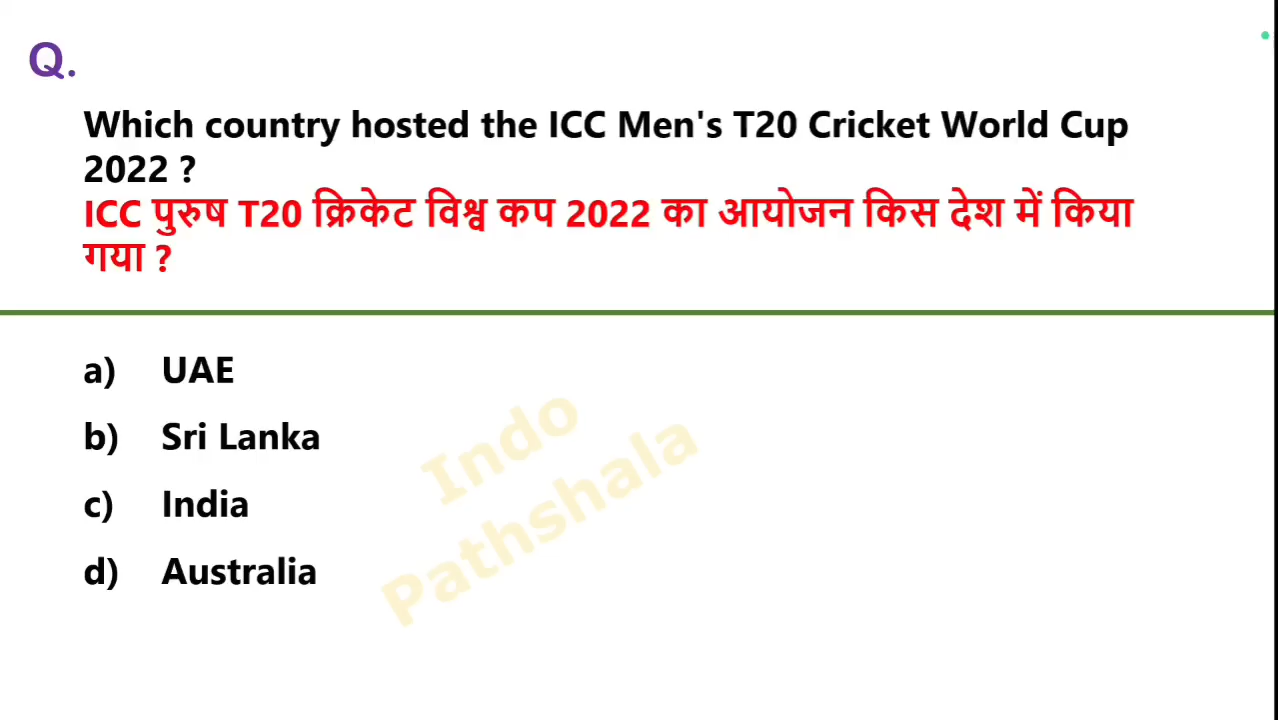 Q.
Which country hosted the ICC Men's T20 Cricket World Cup
2022 ?
ICC पुरुष T20 क्रिकेट विश्व कप 2022 का आयोजन किस देश में किया
गया ?
a) UAE
b) Sri Lanka
c) India
d) Australia
Indo
Pathshala